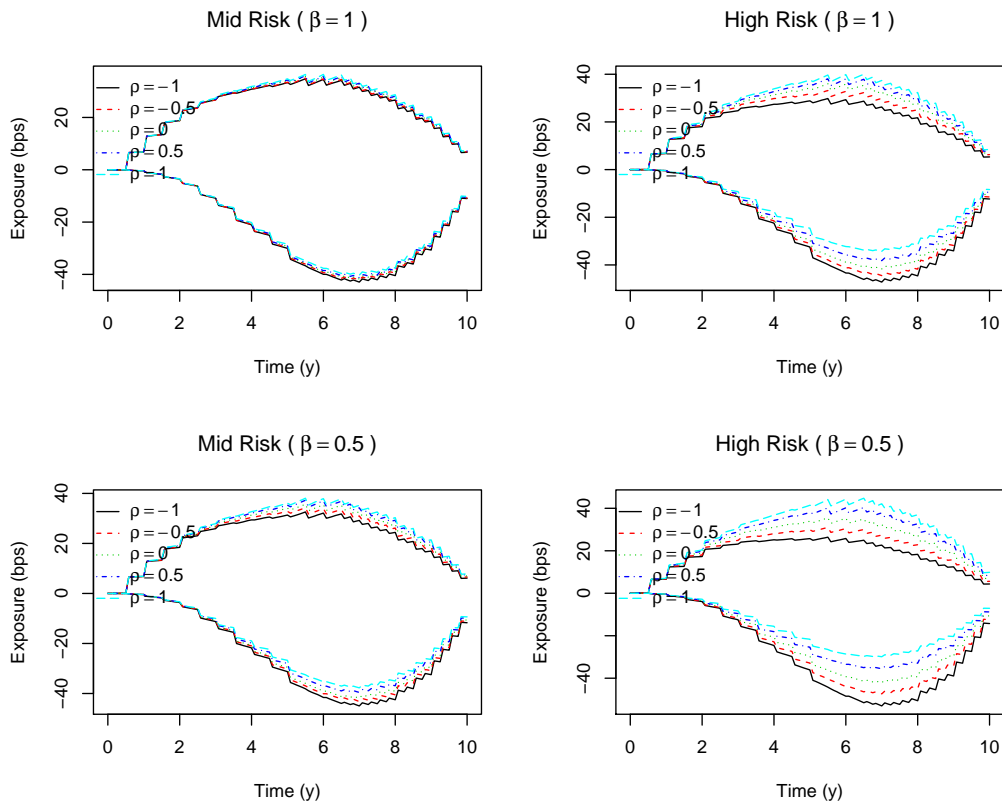 Mid Risk ( β = 1 )
Exposure (bps)
20
0
−20
−40
ρ = −1
ρ = −0.5
ρ = 0
ρ = 0.5
ρ = 1
0 2 4 6 8 10
Time (y)
High Risk ( β = 1 )
Exposure (bps)
40
20
0
−20
−40
ρ = −1
ρ = −0.5
ρ = 0
ρ = 0.5
ρ = 1
0 2 4 6 8 10
Time (y)
Mid Risk ( β = 0.5 )
Exposure (bps)
40
20
0
−20
−40
ρ = −1
ρ = −0.5
ρ = 0
ρ = 0.5
ρ = 1
0 2 4 6 8 10
Time (y)
High Risk ( β = 0.5 )
Exposure (bps)
40
20
0
−40
ρ = −1
ρ = −0.5
ρ = 0
ρ = 0.5
ρ = 1
0 2 4 6 8 10
Time (y)